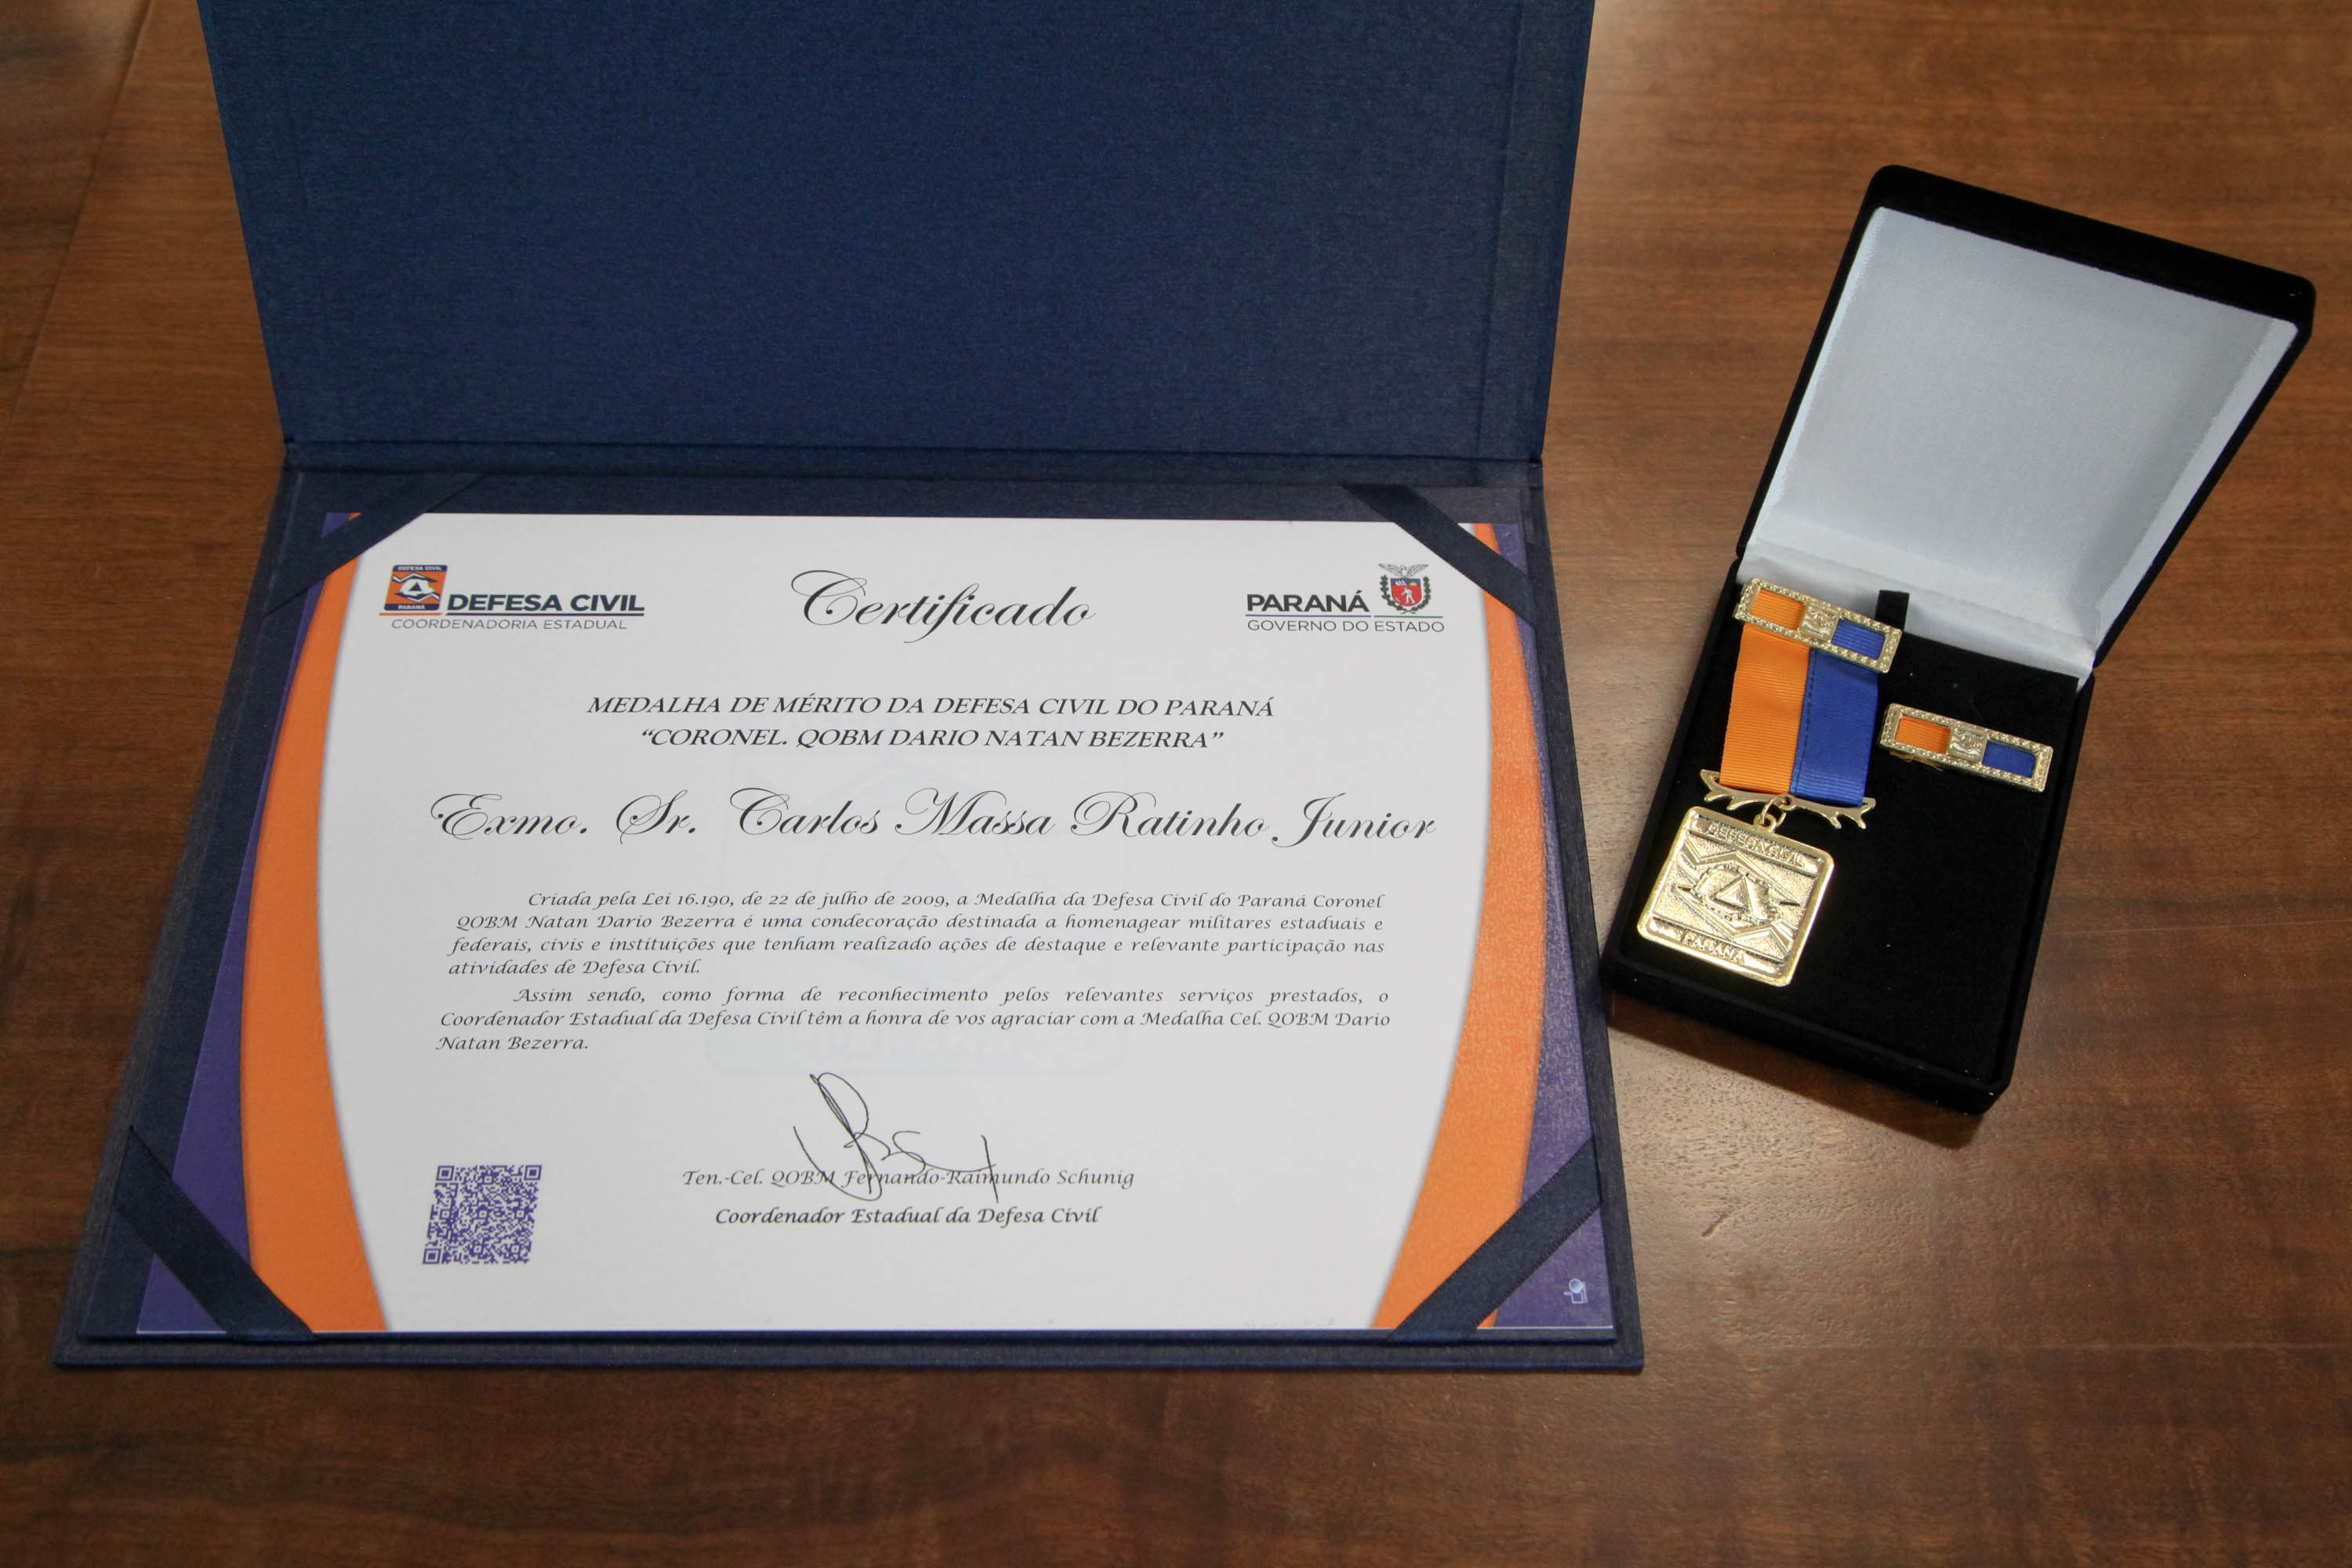 DEFESA CIVIL
PARANÁ
DEFESA CIVIL
COORDENADORIA ESTADUAL
Certificado
PARANÁ
GOVERNO DO ESTADO
MEDALHA DE MÉRITO DA DEFESA CIVIL DO PARANÁ
“CORONEL. QOBM DARIO NATAN BEZERRA”
Exmo. Sr. Carlos Massa Ratinho Junior
Criada pela Lei 16.190, de 22 de julho de 2009, a Medalha da Defesa Civil do Paraná Coronel
QOBM Natan Dario Bezerra é uma condecoração destinada a homenagear militares estaduais e
federais, civis e instituições que tenham realizado ações de destaque e relevante participação nas
atividades de Defesa Civil.
Assim sendo, como forma de reconhecimento pelos relevantes serviços prestados, o
Coordenador Estadual da Defesa Civil têm a honra de vos agraciar com a Medalha Cel. QOBM Dario
Natan Bezerra.
Ten.-Cel. QOBM Fernando Raimundo Schunig
Coordenador Estadual da Defesa Civil
DEFESA CIVIL
PARANÁ